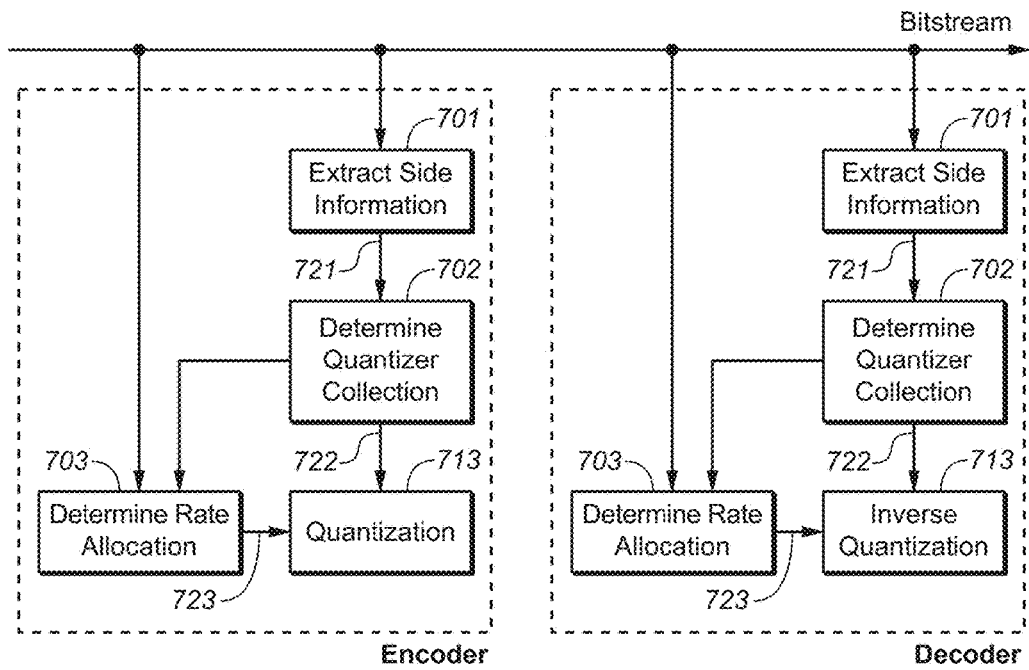 Bitstream
701
Extract Side
Information
721
702
Determine
Quantizer
Collection
722
703
713
Determine Rate
Allocation
Quantization
723
Encoder
701
Extract Side
Information
721
702
Determine
Quantizer
Collection
722
703
713
Determine Rate
Allocation
Inverse
Quantization
723
Decoder